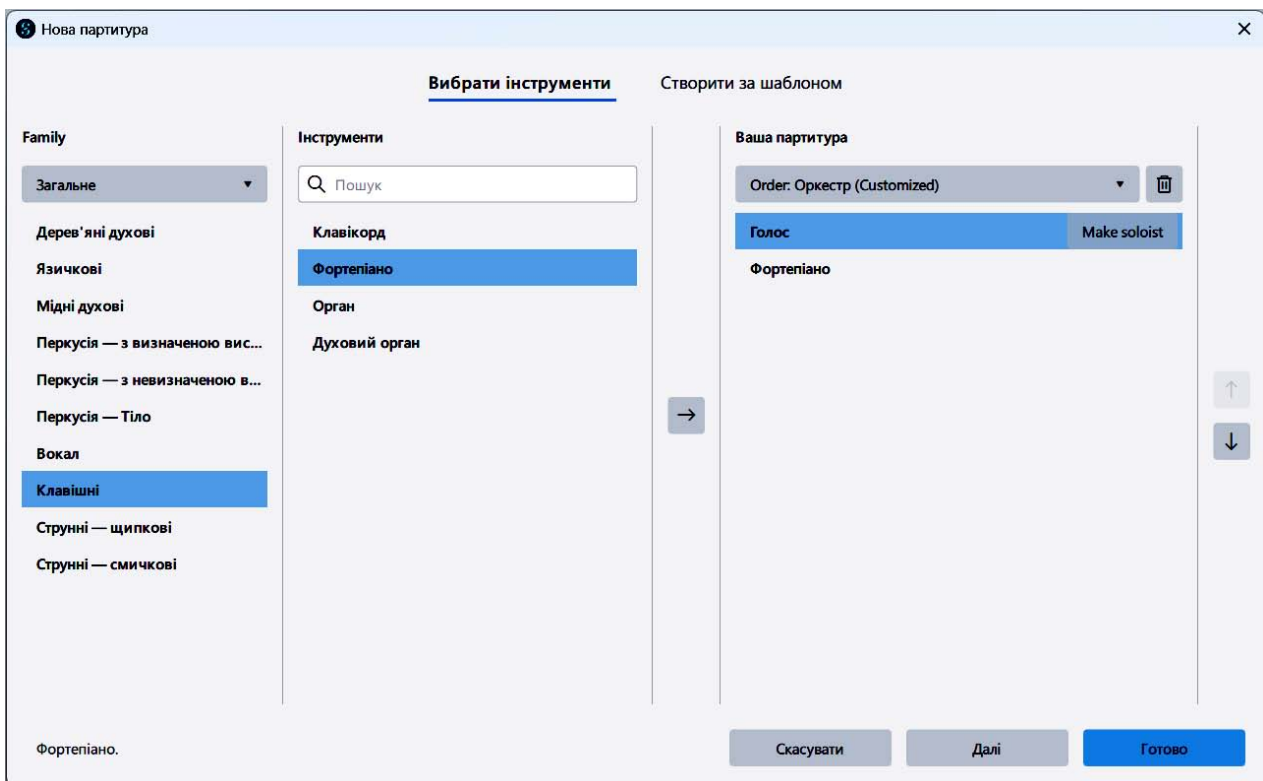 Нова партитура
Вибрати інструменти Створити за шаблоном
Family
Загальне
Дерев'яні духові
Язичкові
Мідні духові
Перкусія — з визначеною вис...
Перкусія — з невизначеною в...
Перкусія — Тіло
Вокал
Клавішні
Струнні — щипкові
Струнні — смичкові
Інструменти
Пошук
Клавікорд
Фортепіано
Орган
Духовий орган
Ваша партитура
Order: Оркестр (Customized)
Голос Make soloist
Фортепіано
Фортепіано.
Скасувати Далі Готово